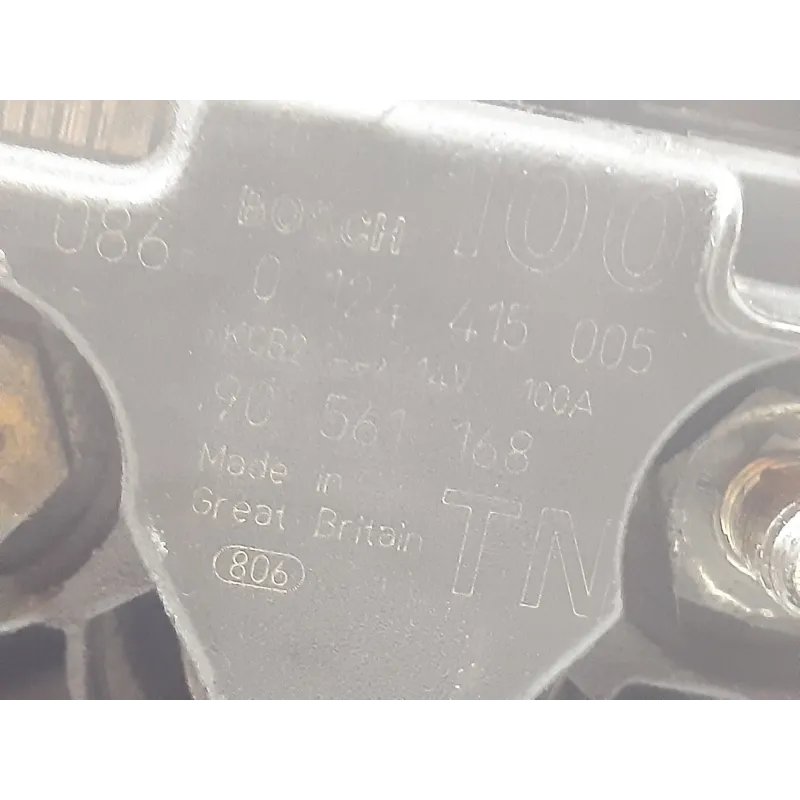 086 BOSCH 100
0 124 415 005
KCB2 14V 100A
90 561 168
Made in
Great Britain TN
806